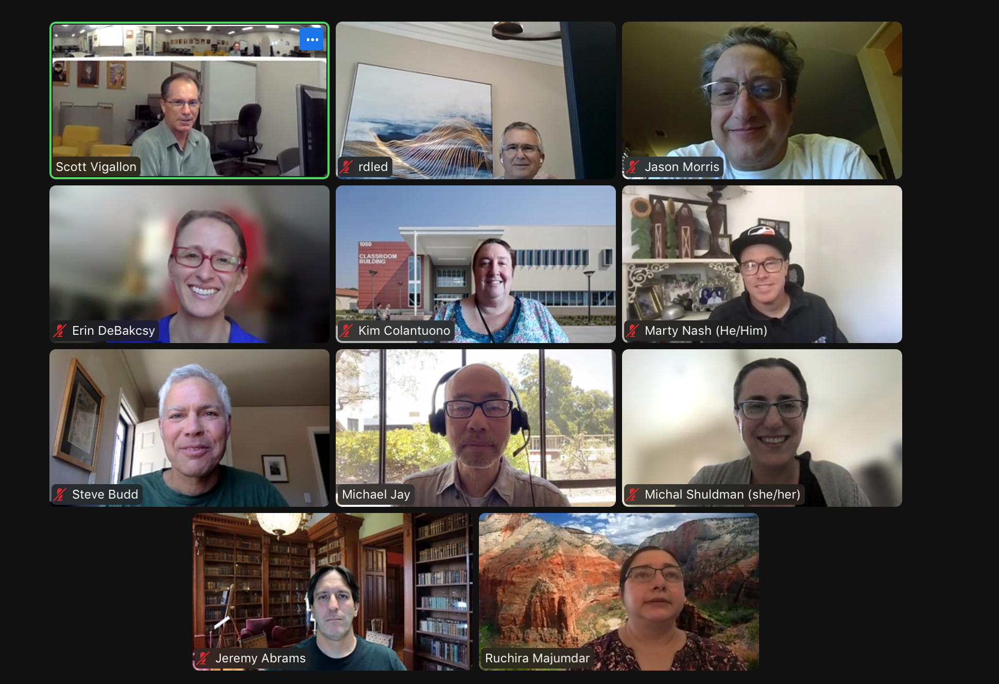 Scott Vigallon
rdled
Jason Morris
Erin DeBakcsy
1000
CLASSROOM
BUILDING
Kim Colantuono
Marty Nash (He/Him)
Steve Budd
Michael Jay
Michal Shuldman (she/her)
Jeremy Abrams
Ruchira Majumdar